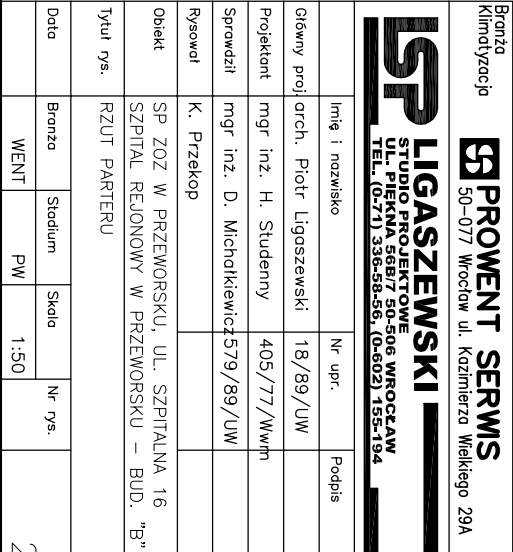 Branża
Klimatyzacja
PROWENT SERWIS
50-077 Wrocław ul. Kazimierza Wielkiego 29A
LSP LIGASZEWSKI
STUDIO PROJEKTOWE
UL. PIĘKNA 56B/7 50-506 WROCŁAW
TEL. (0-71) 336-58-56, (0-602) 155-194
Imię i nazwisko Nr upr. Podpis
Główny proj. arch. Piotr Ligaszewski 18/89/UW
Projektant mgr inż. H. Studenny 405/77/Wwm
Sprawdził mgr inż. D. Michałkiewicz 579/89/UW
Rysował K. Przekop
Obiekt SP ZOZ W PRZEWORSKU, UL. SZPITALNA 16
SZPITAL REJONOWY W PRZEWORSKU - BUD. "B"
Tytuł rys. RZUT PARTERU
Data Branża Stadium Skala Nr rys.
WENT PW 1:50